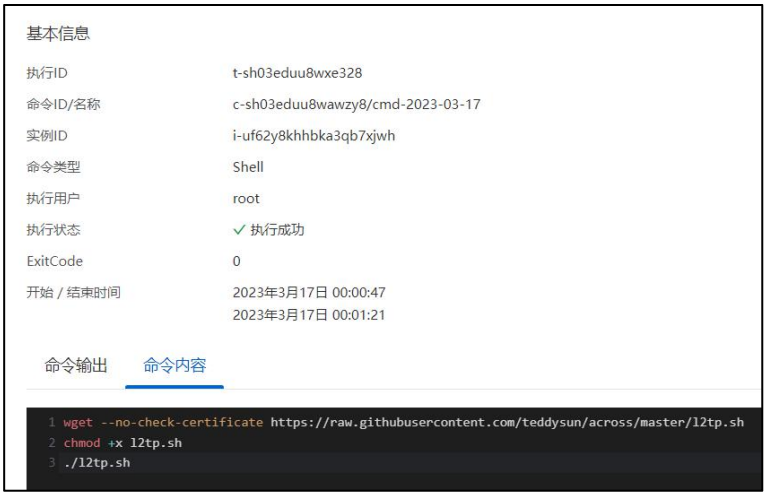 基本信息
执行ID t-sh03eduu8wxe328
命令ID/名称 c-sh03eduu8wawzy8/cmd-2023-03-17
实例ID i-uf62y8khhbka3qb7xjwh
命令类型 Shell
执行用户 root
执行状态 ✓ 执行成功
ExitCode 0
开始 / 结束时间 2023年3月17日 00:00:47
2023年3月17日 00:01:21
命令输出 命令内容
1 wget --no-check-certificate https://raw.githubusercontent.com/teddysun/across/master/l2tp.sh
2 chmod +x l2tp.sh
3 ./l2tp.sh